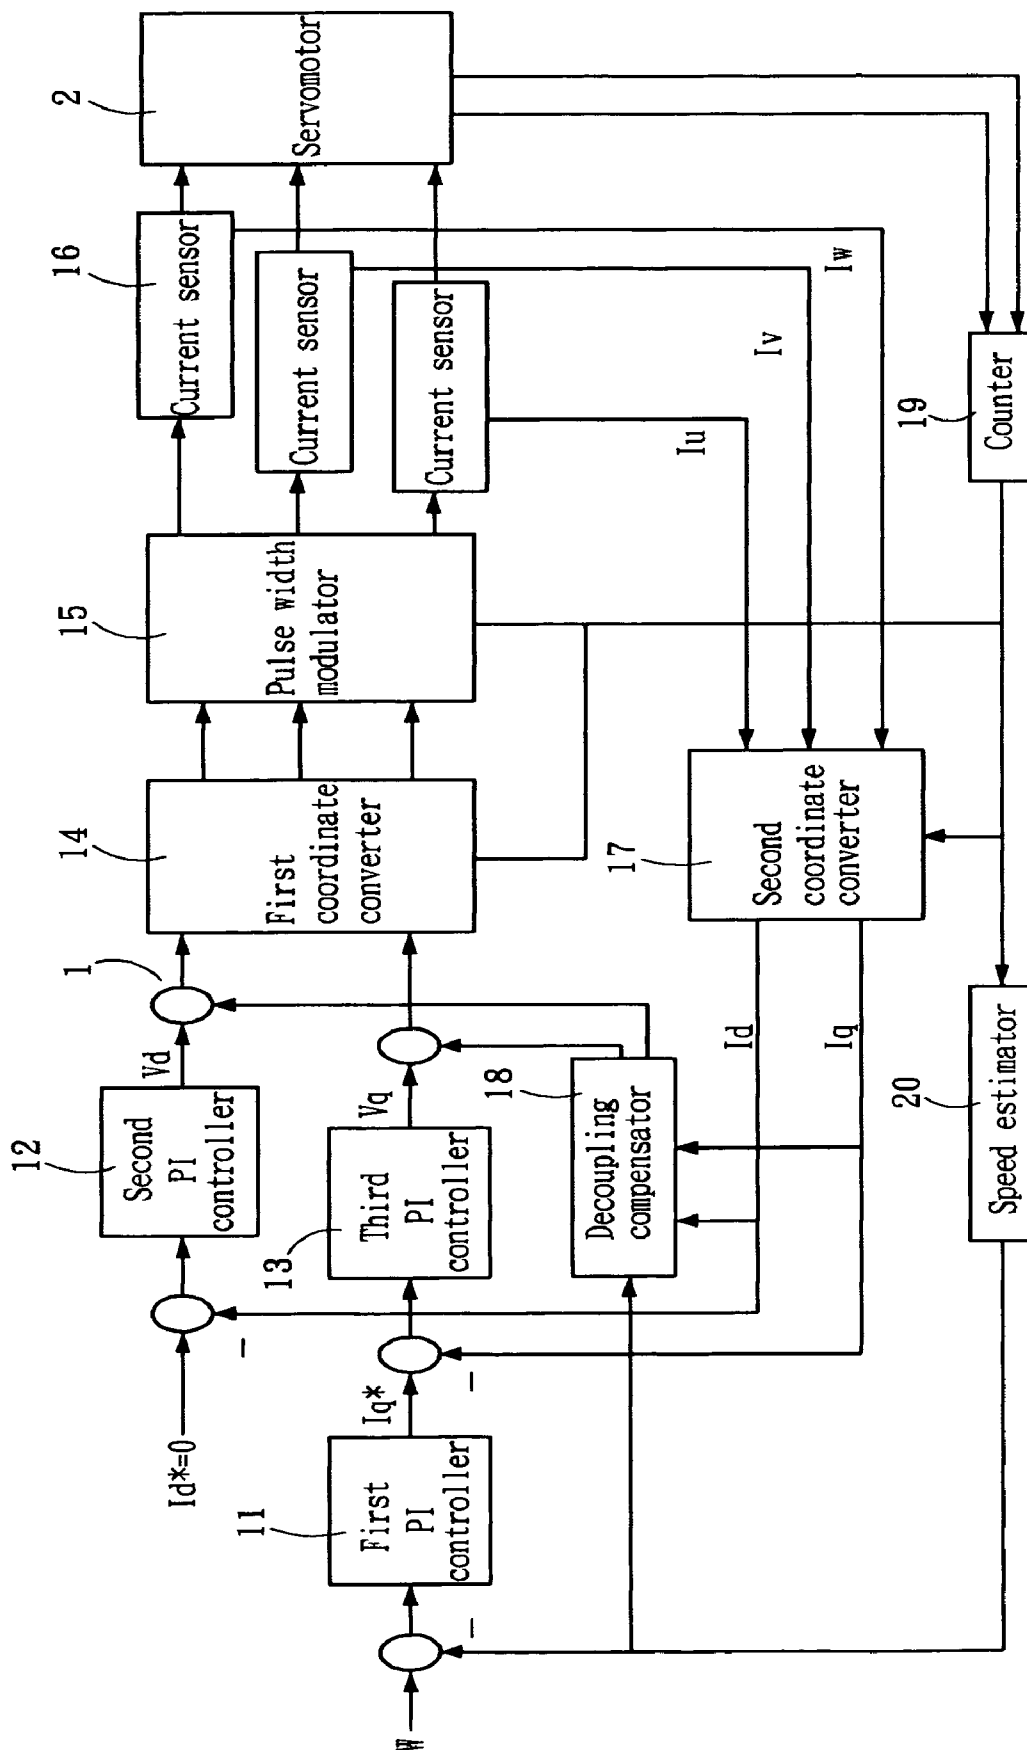 1
12
Second
PI
controller
Vd
14
First
coordinate
converter
15
Pulse width
modulator
16
Current sensor
Current sensor
Current sensor
2
Servomotor
Id*=0
−
W
−
11
First
PI
controller
Iq*
−
13
Third
PI
controller
Vq
18
Decoupling
compensator
Id
Iq
17
Second
coordinate
converter
Iu
Iv
Iw
20
Speed estimator
19
Counter